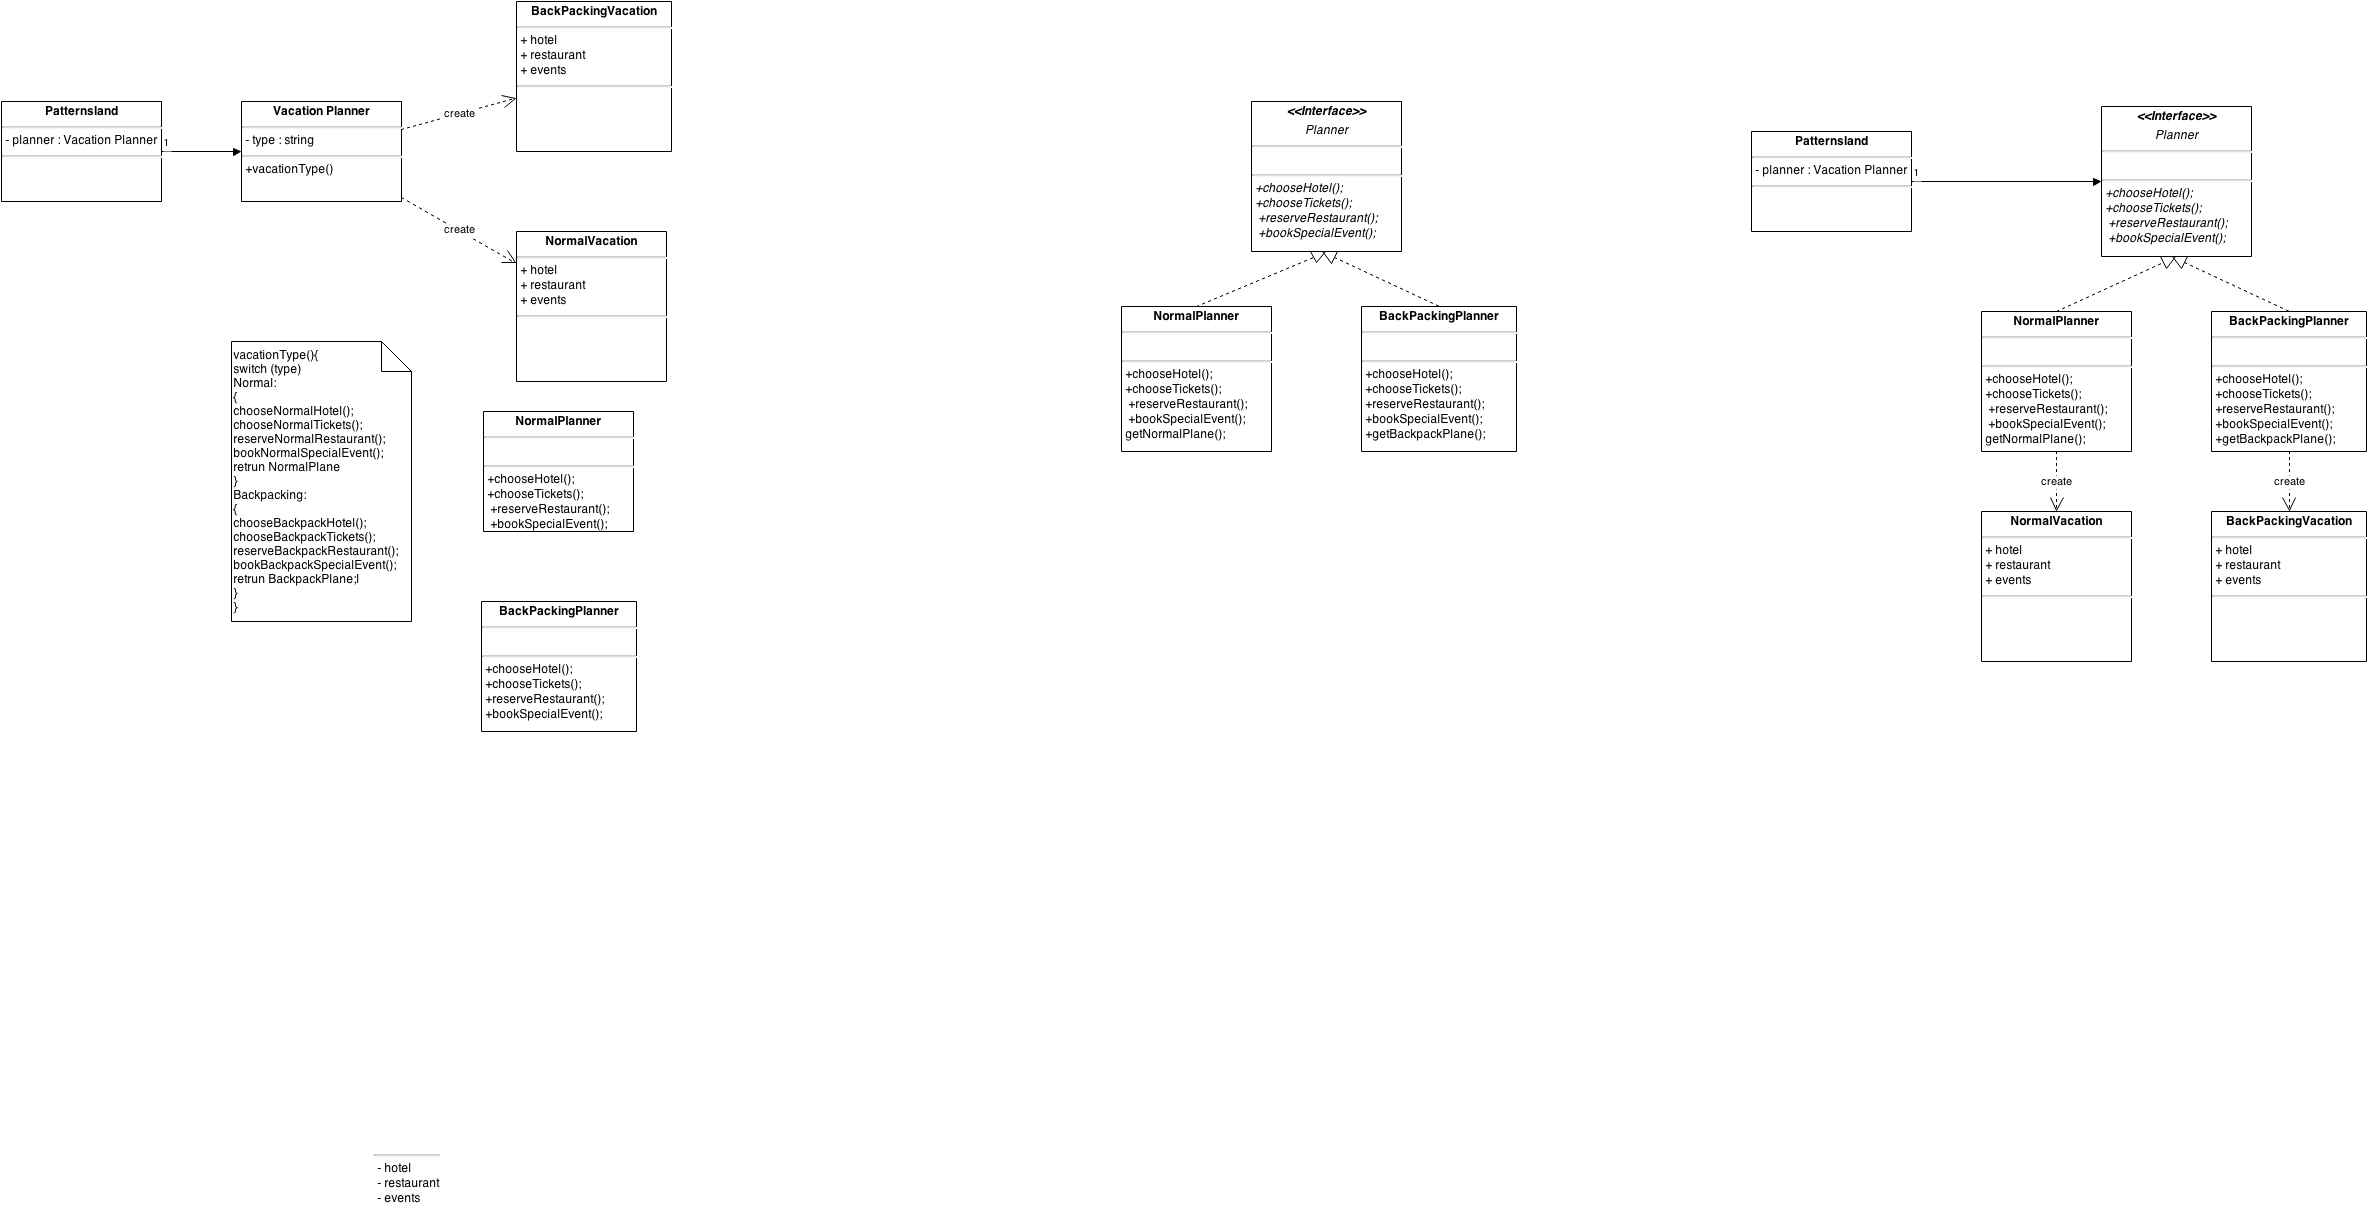 BackPackingVacation
+ hotel
+ restaurant
+ events
Patternsland
- planner : Vacation Planner
1
Vacation Planner
- type : string
+vacationType()
create
create
NormalVacation
+ hotel
+ restaurant
+ events
vacationType(){
switch (type)
Normal:
{
chooseNormalHotel();
chooseNormalTickets();
reserveNormalRestaurant();
bookNormalSpecialEvent();
retrun NormalPlane
}
Backpacking:
{
chooseBackpackHotel();
chooseBackpackTickets();
reserveBackpackRestaurant();
bookBackpackSpecialEvent();
retrun BackpackPlane;l
}
}
NormalPlanner
+chooseHotel();
+chooseTickets();
+reserveRestaurant();
+bookSpecialEvent();
BackPackingPlanner
+chooseHotel();
+chooseTickets();
+reserveRestaurant();
+bookSpecialEvent();
- hotel
- restaurant
- events
<<Interface>>
Planner
+chooseHotel();
+chooseTickets();
+reserveRestaurant();
+bookSpecialEvent();
NormalPlanner
+chooseHotel();
+chooseTickets();
+reserveRestaurant();
+bookSpecialEvent();
getNormalPlane();
BackPackingPlanner
+chooseHotel();
+chooseTickets();
+reserveRestaurant();
+bookSpecialEvent();
+getBackpackPlane();
Patternsland
- planner : Vacation Planner
1
<<Interface>>
Planner
+chooseHotel();
+chooseTickets();
+reserveRestaurant();
+bookSpecialEvent();
NormalPlanner
+chooseHotel();
+chooseTickets();
+reserveRestaurant();
+bookSpecialEvent();
getNormalPlane();
BackPackingPlanner
+chooseHotel();
+chooseTickets();
+reserveRestaurant();
+bookSpecialEvent();
+getBackpackPlane();
create
create
NormalVacation
+ hotel
+ restaurant
+ events
BackPackingVacation
+ hotel
+ restaurant
+ events